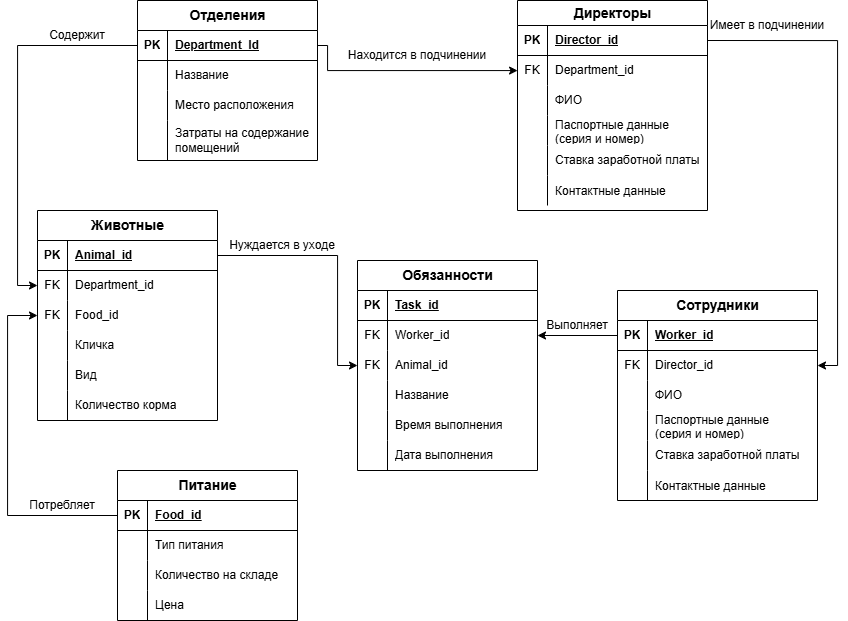 Отделения
PK Department_Id
Название
Место расположения
Затраты на содержание
помещений
Содержит
Находится в подчинении
Директоры
PK Director_id
FK Department_id
ФИО
Паспортные данные
(серия и номер)
Ставка заработной платы
Контактные данные
Имеет в подчинении
Животные
PK Animal_id
FK Department_id
FK Food_id
Кличка
Вид
Количество корма
Нуждается в уходе
Обязанности
PK Task_id
FK Worker_id
FK Animal_id
Название
Время выполнения
Дата выполнения
Выполняет
Сотрудники
PK Worker_id
FK Director_id
ФИО
Паспортные данные
(серия и номер)
Ставка заработной платы
Контактные данные
Потребляет
Питание
PK Food_id
Тип питания
Количество на складе
Цена